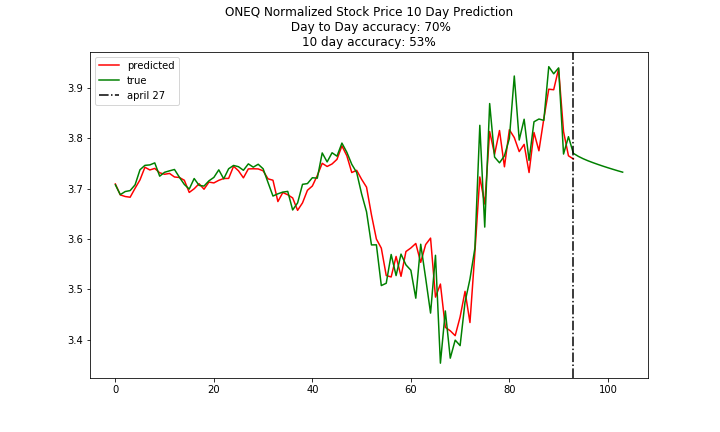 ONEQ Normalized Stock Price 10 Day Prediction
Day to Day accuracy: 70%
10 day accuracy: 53%
predicted
true
april 27
3.9
3.8
3.7
3.6
3.5
3.4
0 20 40 60 80 100